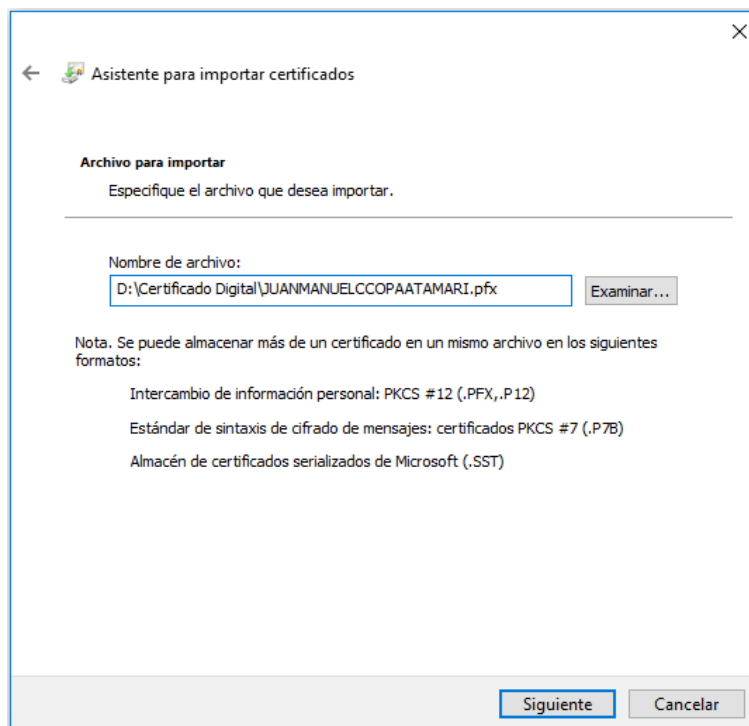 Asistente para importar certificados
Archivo para importar
Especifique el archivo que desea importar.
Nombre de archivo:
D:\Certificado Digital\JUANMANUELCCOPAATAMARI.pfx
Examinar...
Nota. Se puede almacenar más de un certificado en un mismo archivo en los siguientes
formatos:
Intercambio de información personal: PKCS #12 (.PFX,.P12)
Estándar de sintaxis de cifrado de mensajes: certificados PKCS #7 (.P7B)
Almacén de certificados serializados de Microsoft (.SST)
Siguiente
Cancelar